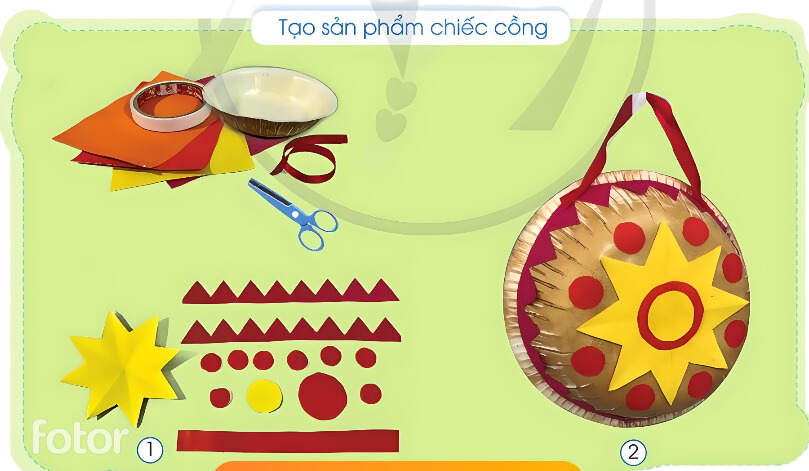 Tạo sản phẩm chiếc cồng
fotor
1
2